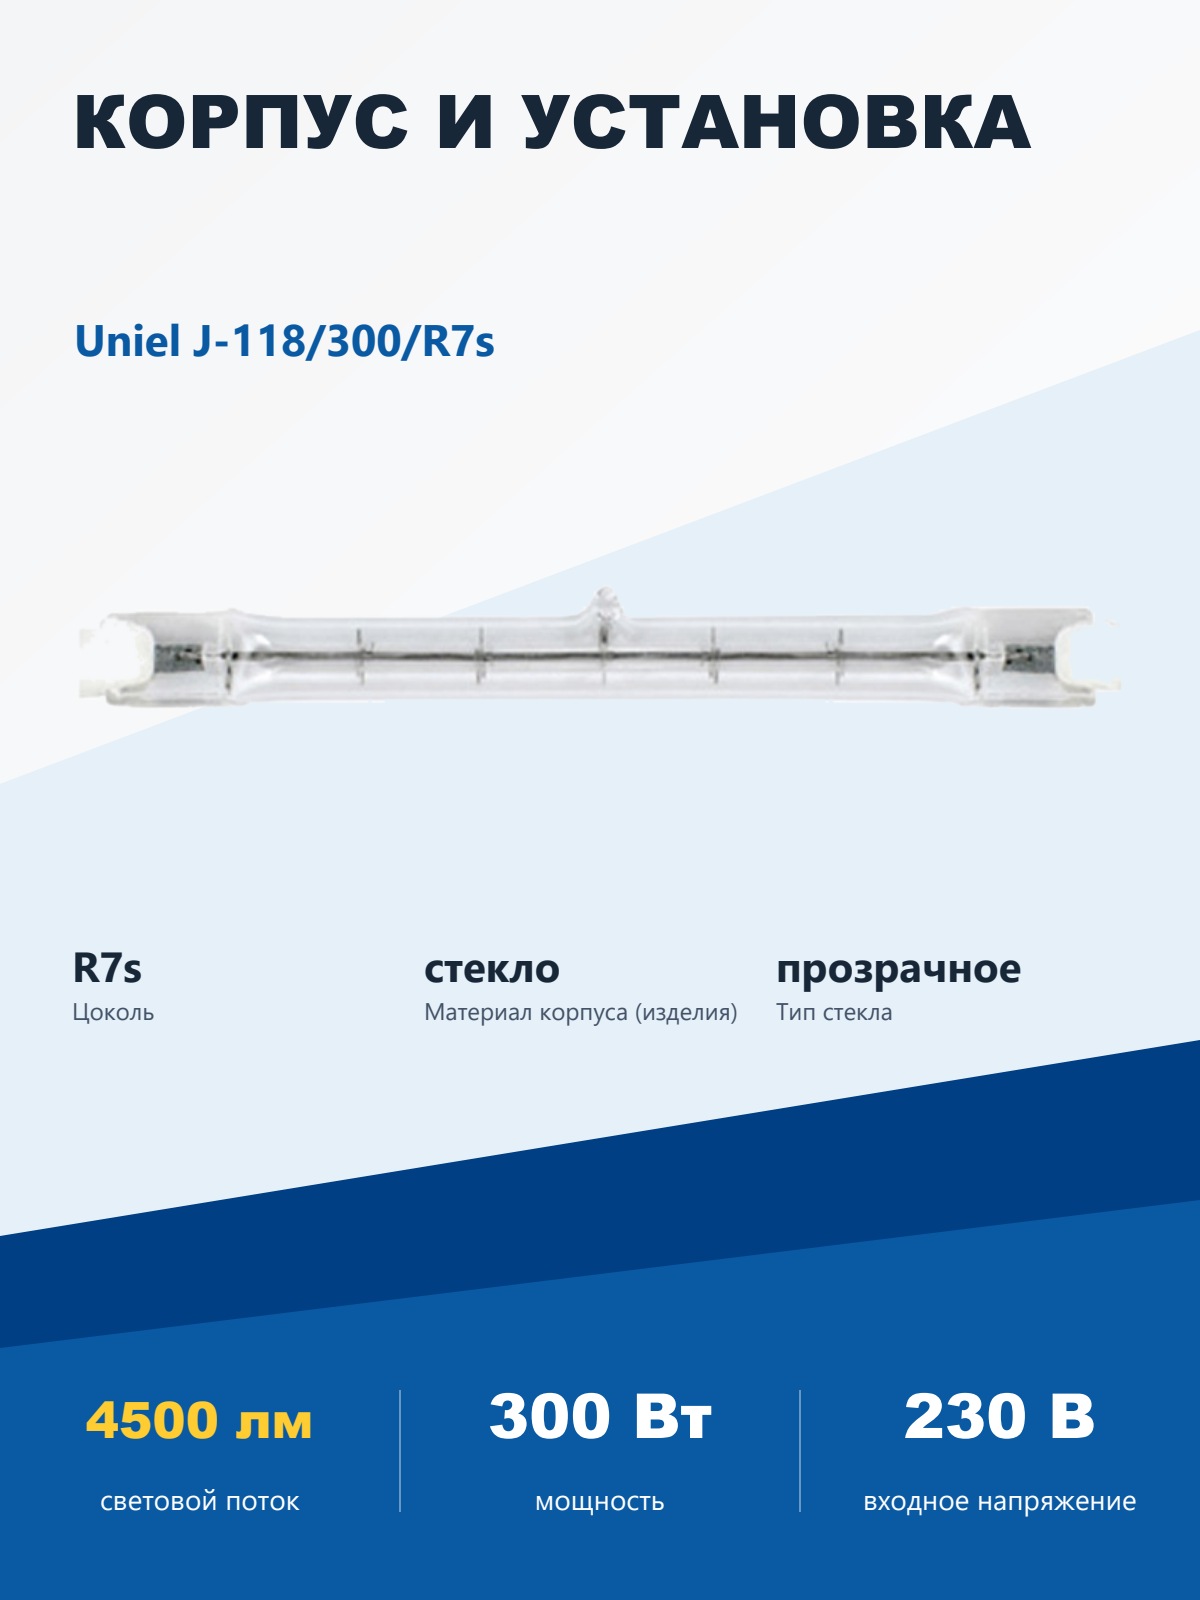 КОРПУС И УСТАНОВКА
Uniel J-118/300/R7s
R7s
Цоколь
стекло
Материал корпуса (изделия)
прозрачное
Тип стекла
4500 лм
световой поток
300 Вт
мощность
230 В
входное напряжение